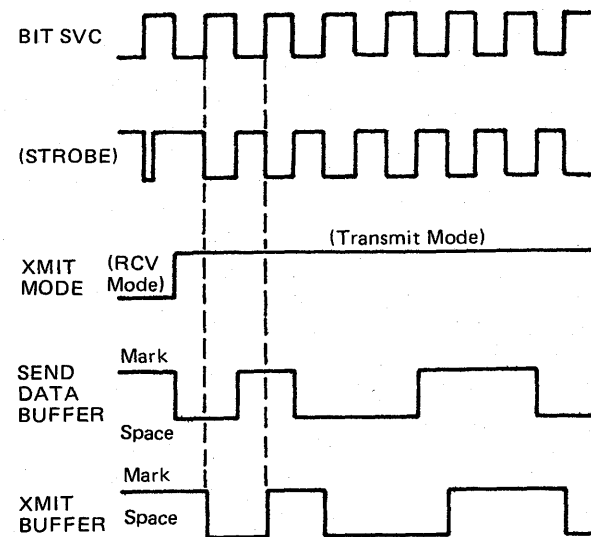 BIT SVC
(STROBE)
(Transmit Mode)
XMIT
MODE
(RCV
Mode)
Mark
SEND
DATA
BUFFER
Space
Mark
XMIT
BUFFER
Space